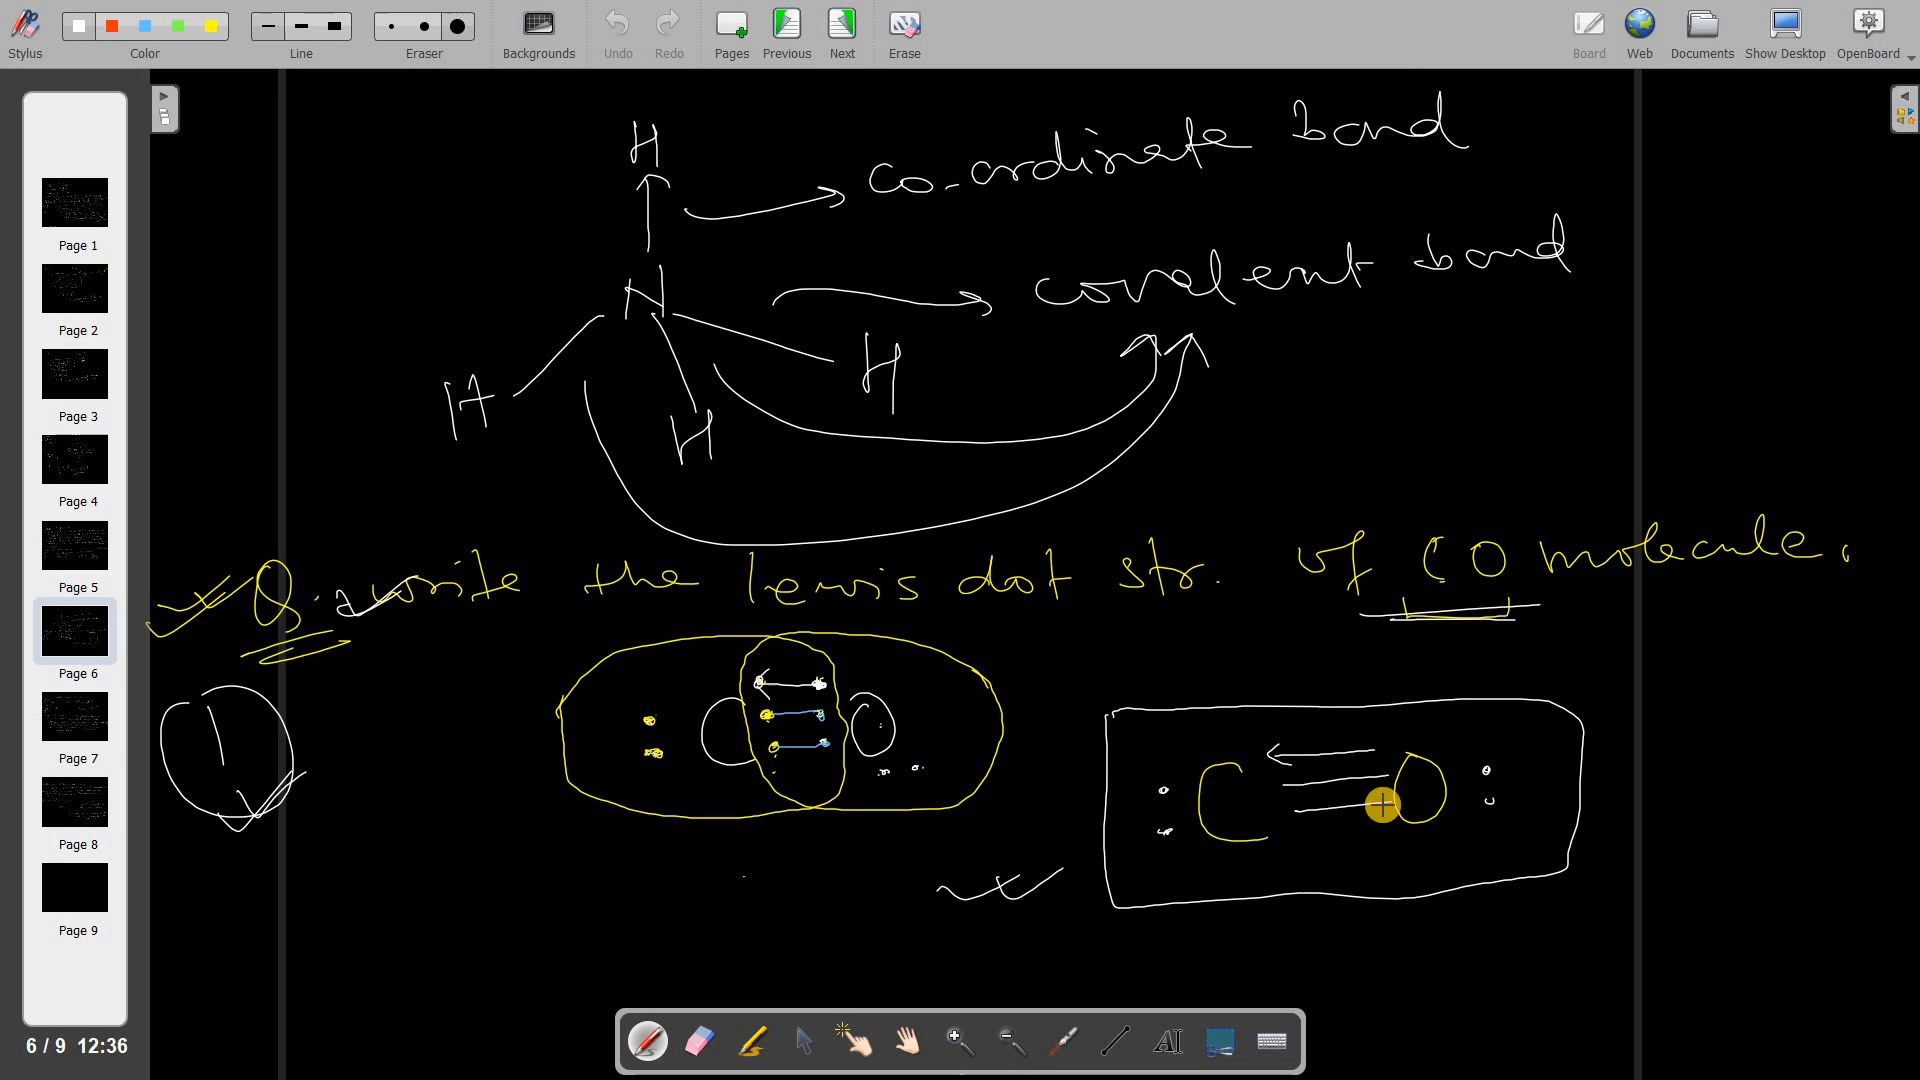 Stylus Color Line Eraser Backgrounds Undo Redo Pages Previous Next Erase Board Web Documents Show Desktop OpenBoard
Page 1
Page 2
Page 3
Page 4
Page 5
Page 6
Page 7
Page 8
Page 9
6 / 9 12:36
H
co-ordinate bond
N
covalent bond
H H H
Q. write the lewis dot str. of CO molecule.
C O
C O